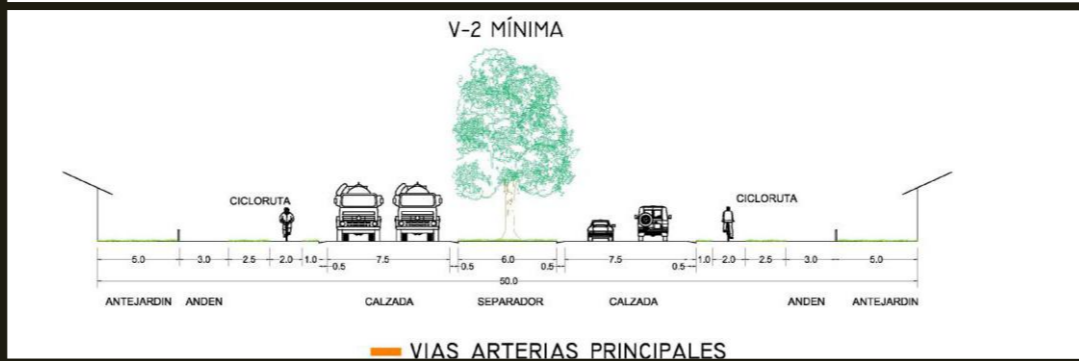 V-2 MÍNIMA
CICLORUTA
CICLORUTA
5.0 3.0 2.5 2.0 1.0 0.5 7.5 0.5 6.0 0.5 7.5 0.5 1.0 2.0 2.5 3.0 5.0
50.0
ANTEJARDIN ANDEN CALZADA SEPARADOR CALZADA ANDEN ANTEJARDIN
VIAS ARTERIAS PRINCIPALES